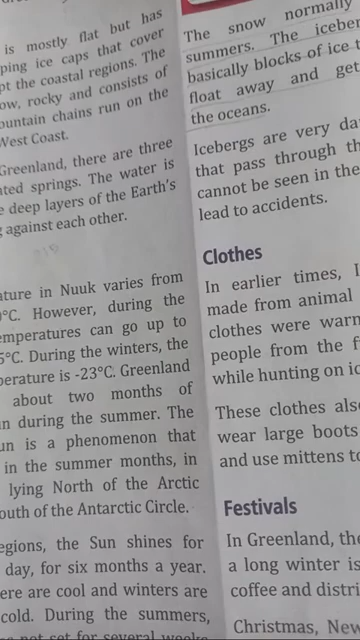 is mostly flat but has
ping ice caps that cover
pt the coastal regions. The
ow, rocky and consists of
ountain chains run on the
West Coast.
Greenland, there are three
ated springs. The water is
e deep layers of the Earth's
against each other.
ature in Nuuk varies from
°C. However, during the
emperatures can go up to
5°C. During the winters, the
perature is -23°C. Greenland
about two months of
n during the summer. The
un is a phenomenon that
in the summer months, in
lying North of the Arctic
outh of the Antarctic Circle.
egions, the Sun shines for
day, for six months a year.
ere are cool and winters are
cold. During the summers,
not set for several weeks
The snow normally
summers. The iceber
basically blocks of ice t
float away and get
the oceans.
Icebergs are very da
that pass through th
cannot be seen in the
lead to accidents.
Clothes
In earlier times, I
made from animal
clothes were warm
people from the f
while hunting on ic
These clothes als
wear large boots
and use mittens to
Festivals
In Greenland, the
a long winter is
coffee and distri
Christmas, New